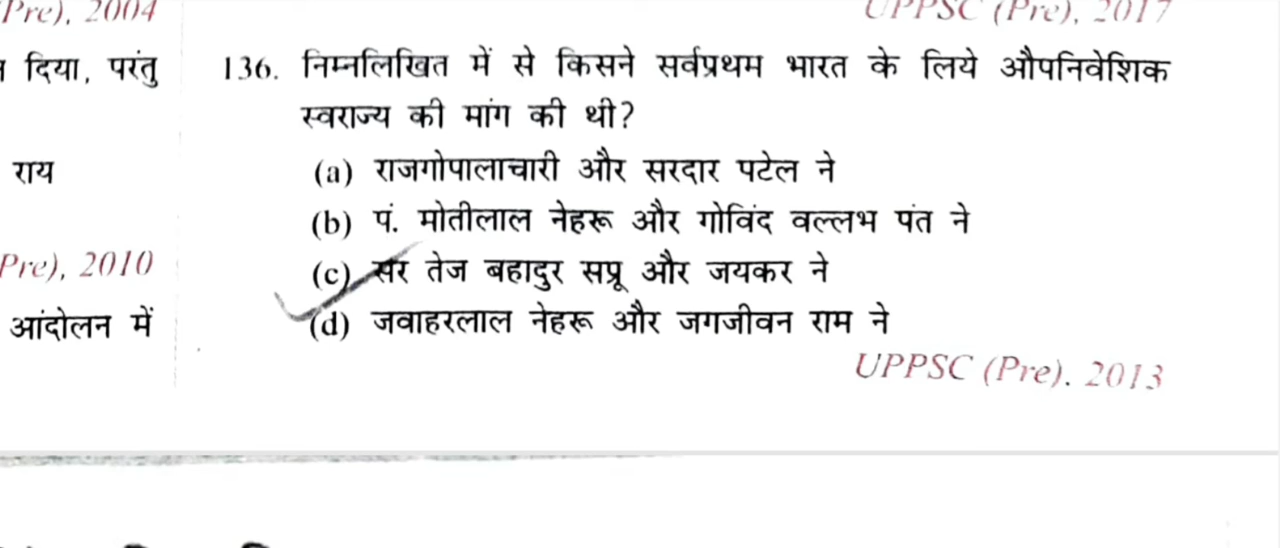 Pre), 2004
दिया, परंतु
राय
Pre), 2010
आंदोलन में
UPPSC (Pre), 2017
136. निम्नलिखित में से किसने सर्वप्रथम भारत के लिये औपनिवेशिक
स्वराज्य की मांग की थी?
(a) राजगोपालाचारी और सरदार पटेल ने
(b) पं. मोतीलाल नेहरू और गोविंद वल्लभ पंत ने
(c) सर तेज बहादुर सप्रू और जयकर ने
(d) जवाहरलाल नेहरू और जगजीवन राम ने
UPPSC (Pre). 2013